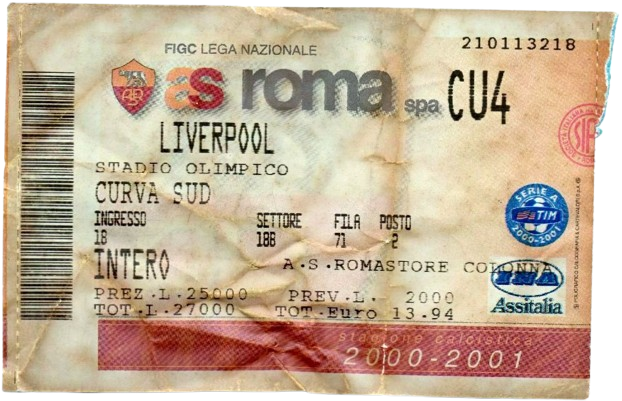 FIGC LEGA NAZIONALE
210113218
as roma spa
CU4
LIVERPOOL
STADIO OLIMPICO
CURVA SUD
INGRESSO SETTORE FILA POSTO
18 18B 71 2
INTERO
A.S.ROMASTORE COLONNA
PREZ.L.25000 PREV.L. 2000
TOT.L.27000 TOT.Euro 13.94
SERIE A
TIM
2000-2001
Assitalia
stagione calcistica
2000-2001